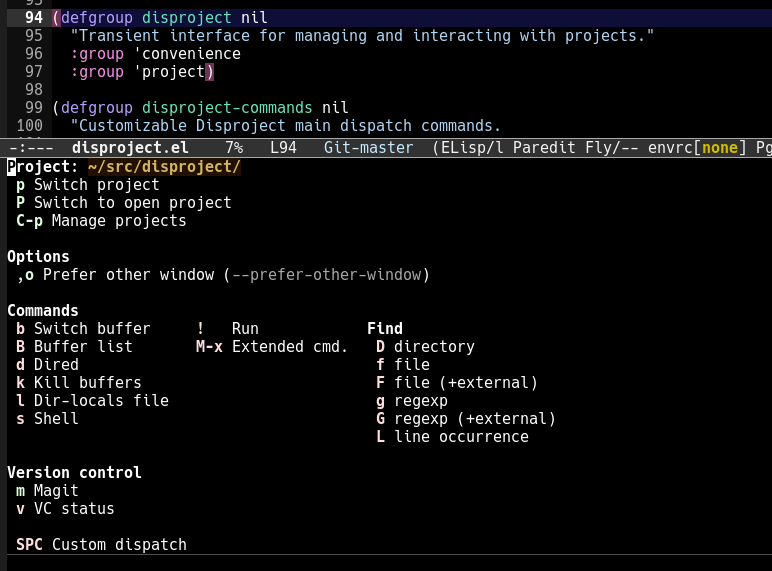 94 (defgroup disproject nil
95 "Transient interface for managing and interacting with projects."
96 :group 'convenience
97 :group 'project)
98
99 (defgroup disproject-commands nil
100 "Customizable Disproject main dispatch commands.
-:--- disproject.el 7% L94 Git-master (ELisp/l Paredit Fly/-- envrc[none] Pg
Project: ~/src/disproject/
p Switch project
P Switch to open project
C-p Manage projects
Options
,o Prefer other window (--prefer-other-window)
Commands
b Switch buffer ! Run Find
B Buffer list M-x Extended cmd. D directory
d Dired f file
k Kill buffers F file (+external)
l Dir-locals file g regexp
s Shell G regexp (+external)
L line occurrence
Version control
m Magit
v VC status
SPC Custom dispatch